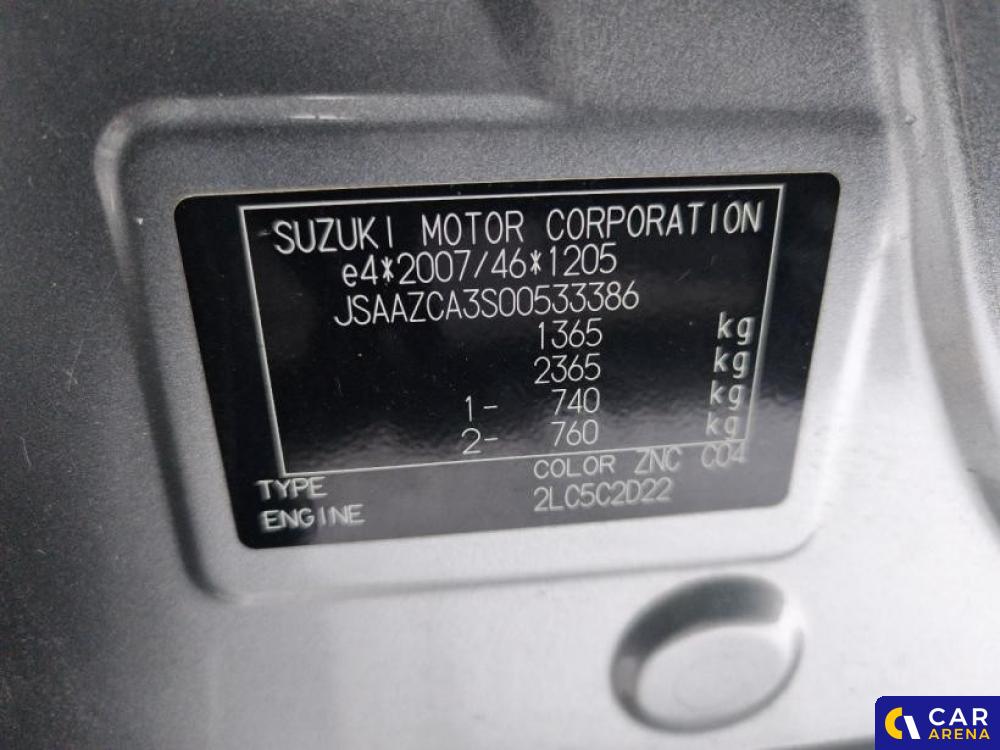 SUZUKI MOTOR CORPORATION
e4*2007/46*1205
JSAAZCA3S00533386
1365 kg
2365 kg
1- 740 kg
2- 760 kg
COLOR ZNC C04
TYPE 2LC5C2D22
ENGINE
CAR
ARENA